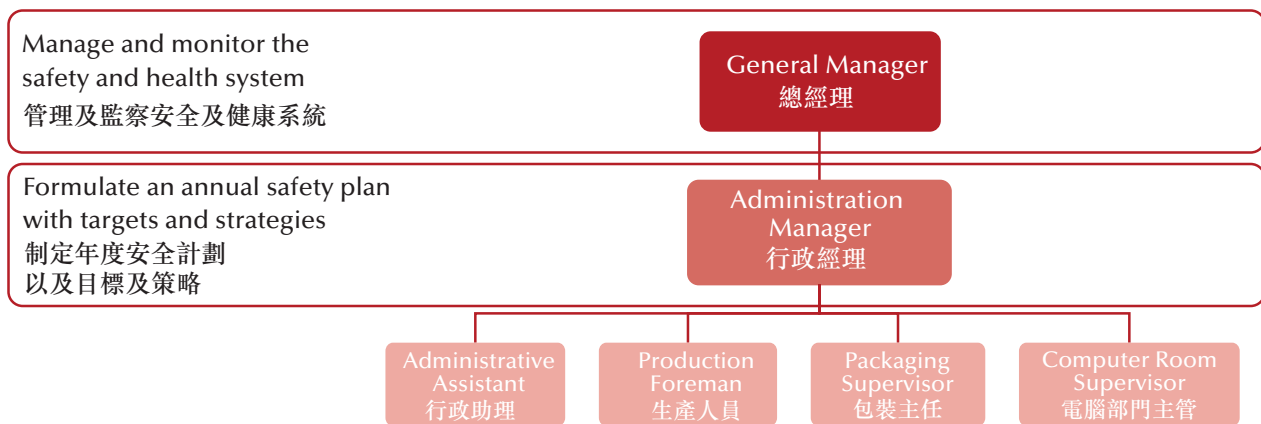 Manage and monitor the
safety and health system
管理及監察安全及健康系統
General Manager
總經理
Formulate an annual safety plan
with targets and strategies
制定年度安全計劃
以及目標及策略
Administration
Manager
行政經理
Administrative
Assistant
行政助理
Production
Foreman
生產人員
Packaging
Supervisor
包裝主任
Computer Room
Supervisor
電腦部門主管